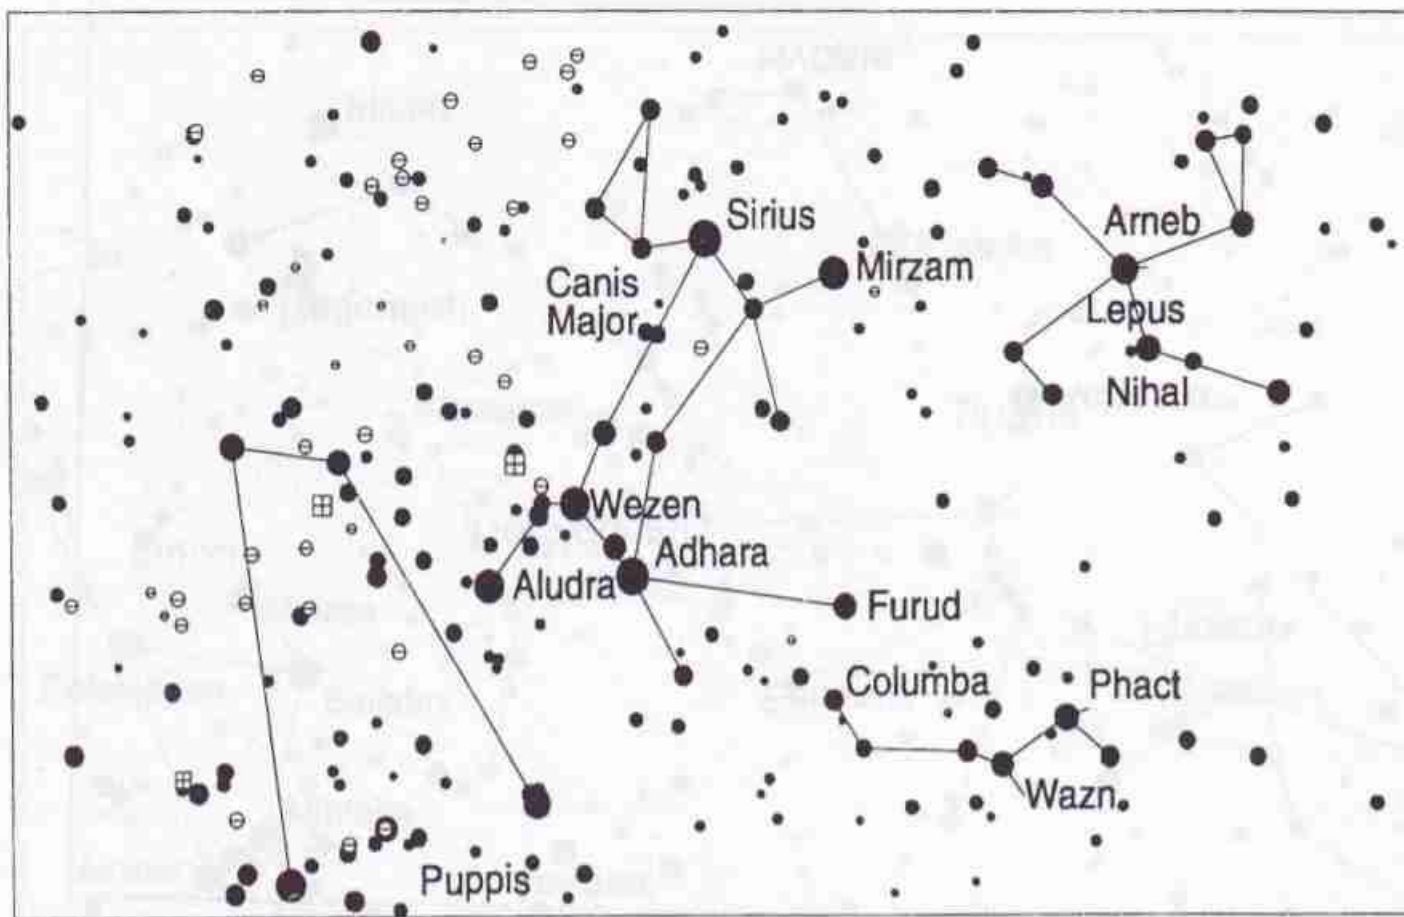 Sirius
Arneb
Canis
Major
Mirzam
Lepus
Nihal
Wezen
Adhara
Aludra
Furud
Columba
Phact
Wazn
Puppis